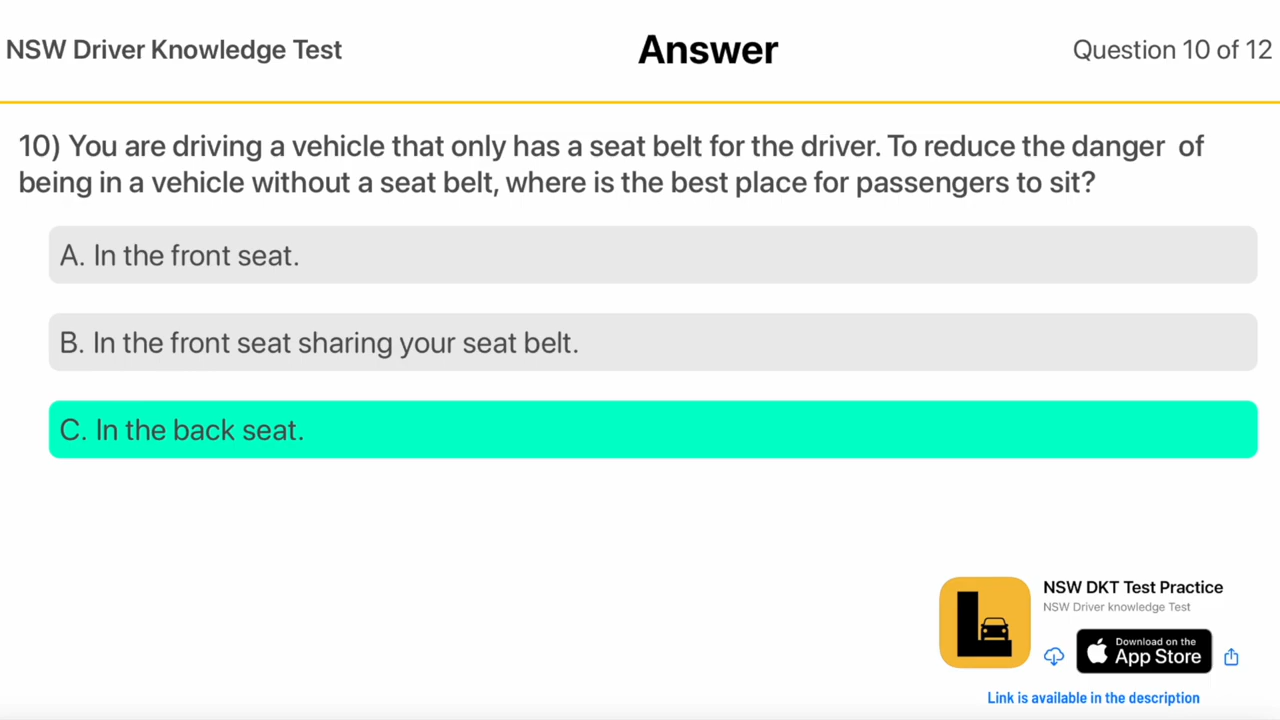 NSW Driver Knowledge Test
Answer
Question 10 of 12
10) You are driving a vehicle that only has a seat belt for the driver. To reduce the danger  of
being in a vehicle without a seat belt, where is the best place for passengers to sit?
A. In the front seat.
B. In the front seat sharing your seat belt.
C. In the back seat.
NSW DKT Test Practice
NSW Driver knowledge Test
Download on the
App Store
Link is available in the description